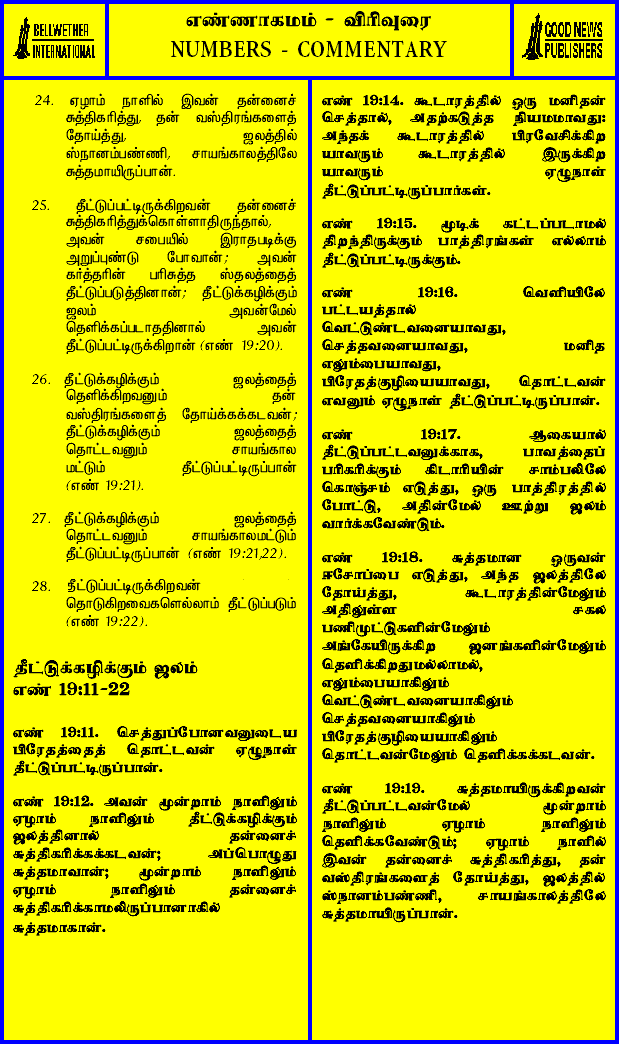 BELLWETHER
INTERNATIONAL
எண்ணாகமம் - விரிவுரை
NUMBERS - COMMENTARY
GOOD NEWS
PUBLISHERS
24. ஏழாம் நாளில் இவன் தன்னைச்
சுத்திகரித்து, தன் வஸ்திரங்களைத்
தோய்த்து, ஜலத்தில்
ஸ்நானம்பண்ணி, சாயங்காலத்திலே
சுத்தமாயிருப்பான்.
25. தீட்டுப்பட்டிருக்கிறவன் தன்னைச்
சுத்திகரித்துக்கொள்ளாதிருந்தால்,
அவன் சபையில் இராதபடிக்கு
அறுப்புண்டு போவான்; அவன்
கர்த்தரின் பரிசுத்த ஸ்தலத்தைத்
தீட்டுப்படுத்தினான்; தீட்டுக்கழிக்கும்
ஜலம் அவன்மேல்
தெளிக்கப்படாததினால் அவன்
தீட்டுப்பட்டிருக்கிறான் (எண் 19:20).
26. தீட்டுக்கழிக்கும் ஜலத்தைத்
தெளிக்கிறவனும் தன்
வஸ்திரங்களைத் தோய்க்கக்கடவன்;
தீட்டுக்கழிக்கும் ஜலத்தைத்
தொட்டவனும் சாயங்கால
மட்டும் தீட்டுப்பட்டிருப்பான்
(எண் 19:21).
27. தீட்டுக்கழிக்கும் ஜலத்தைத்
தொட்டவனும் சாயங்காலமட்டும்
தீட்டுப்பட்டிருப்பான் (எண் 19:21,22).
28. தீட்டுப்பட்டிருக்கிறவன்
தொடுகிறவைகளெல்லாம் தீட்டுப்படும்
(எண் 19:22).
தீட்டுக்கழிக்கும் ஜலம்
எண் 19:11-22
எண் 19:11. செத்துப்போனவனுடைய
பிரேதத்தைத் தொட்டவன் ஏழுநாள்
தீட்டுப்பட்டிருப்பான்.
எண் 19:12. அவன் மூன்றாம் நாளிலும்
ஏழாம் நாளிலும் தீட்டுக்கழிக்கும்
ஜலத்தினால் தன்னைச்
சுத்திகரிக்கக்கடவன்; அப்பொழுது
சுத்தமாவான்; மூன்றாம் நாளிலும்
ஏழாம் நாளிலும் தன்னைச்
சுத்திகரிக்காமலிருப்பானாகில்
சுத்தமாகான்.
எண் 19:14. கூடாரத்தில் ஒரு மனிதன்
செத்தால், அதற்கடுத்த நியமமாவது:
அந்தக் கூடாரத்தில் பிரவேசிக்கிற
யாவரும் கூடாரத்தில் இருக்கிற
யாவரும் ஏழுநாள்
தீட்டுப்பட்டிருப்பார்கள்.
எண் 19:15. மூடிக் கட்டப்படாமல்
திறந்திருக்கும் பாத்திரங்கள் எல்லாம்
தீட்டுப்பட்டிருக்கும்.
எண் 19:16. வெளியிலே
பட்டயத்தால்
வெட்டுண்டவனையாவது,
செத்தவனையாவது, மனித
எலும்பையாவது,
பிரேதக்குழியையாவது, தொட்டவன்
எவனும் ஏழுநாள் தீட்டுப்பட்டிருப்பான்.
எண் 19:17. ஆகையால்
தீட்டுப்பட்டவனுக்காக, பாவத்தைப்
பரிகரிக்கும் கிடாரியின் சாம்பலிலே
கொஞ்சம் எடுத்து, ஒரு பாத்திரத்தில்
போட்டு, அதின்மேல் ஊற்று ஜலம்
வார்க்கவேண்டும்.
எண் 19:18. சுத்தமான ஒருவன்
ஈசோப்பை எடுத்து, அந்த ஜலத்திலே
தோய்த்து, கூடாரத்தின்மேலும்
அதிலுள்ள சகல
பணிமுட்டுகளின்மேலும்
அங்கேயிருக்கிற ஜனங்களின்மேலும்
தெளிக்கிறதுமல்லாமல்,
எலும்பையாகிலும்
வெட்டுண்டவனையாகிலும்
செத்தவனையாகிலும்
பிரேதக்குழியையாகிலும்
தொட்டவன்மேலும் தெளிக்கக்கடவன்.
எண் 19:19. சுத்தமாயிருக்கிறவன்
தீட்டுப்பட்டவன்மேல் மூன்றாம்
நாளிலும் ஏழாம் நாளிலும்
தெளிக்கவேண்டும்; ஏழாம் நாளில்
இவன் தன்னைச் சுத்திகரித்து, தன்
வஸ்திரங்களைத் தோய்த்து, ஜலத்தில்
ஸ்நானம்பண்ணி, சாயங்காலத்திலே
சுத்தமாயிருப்பான்.